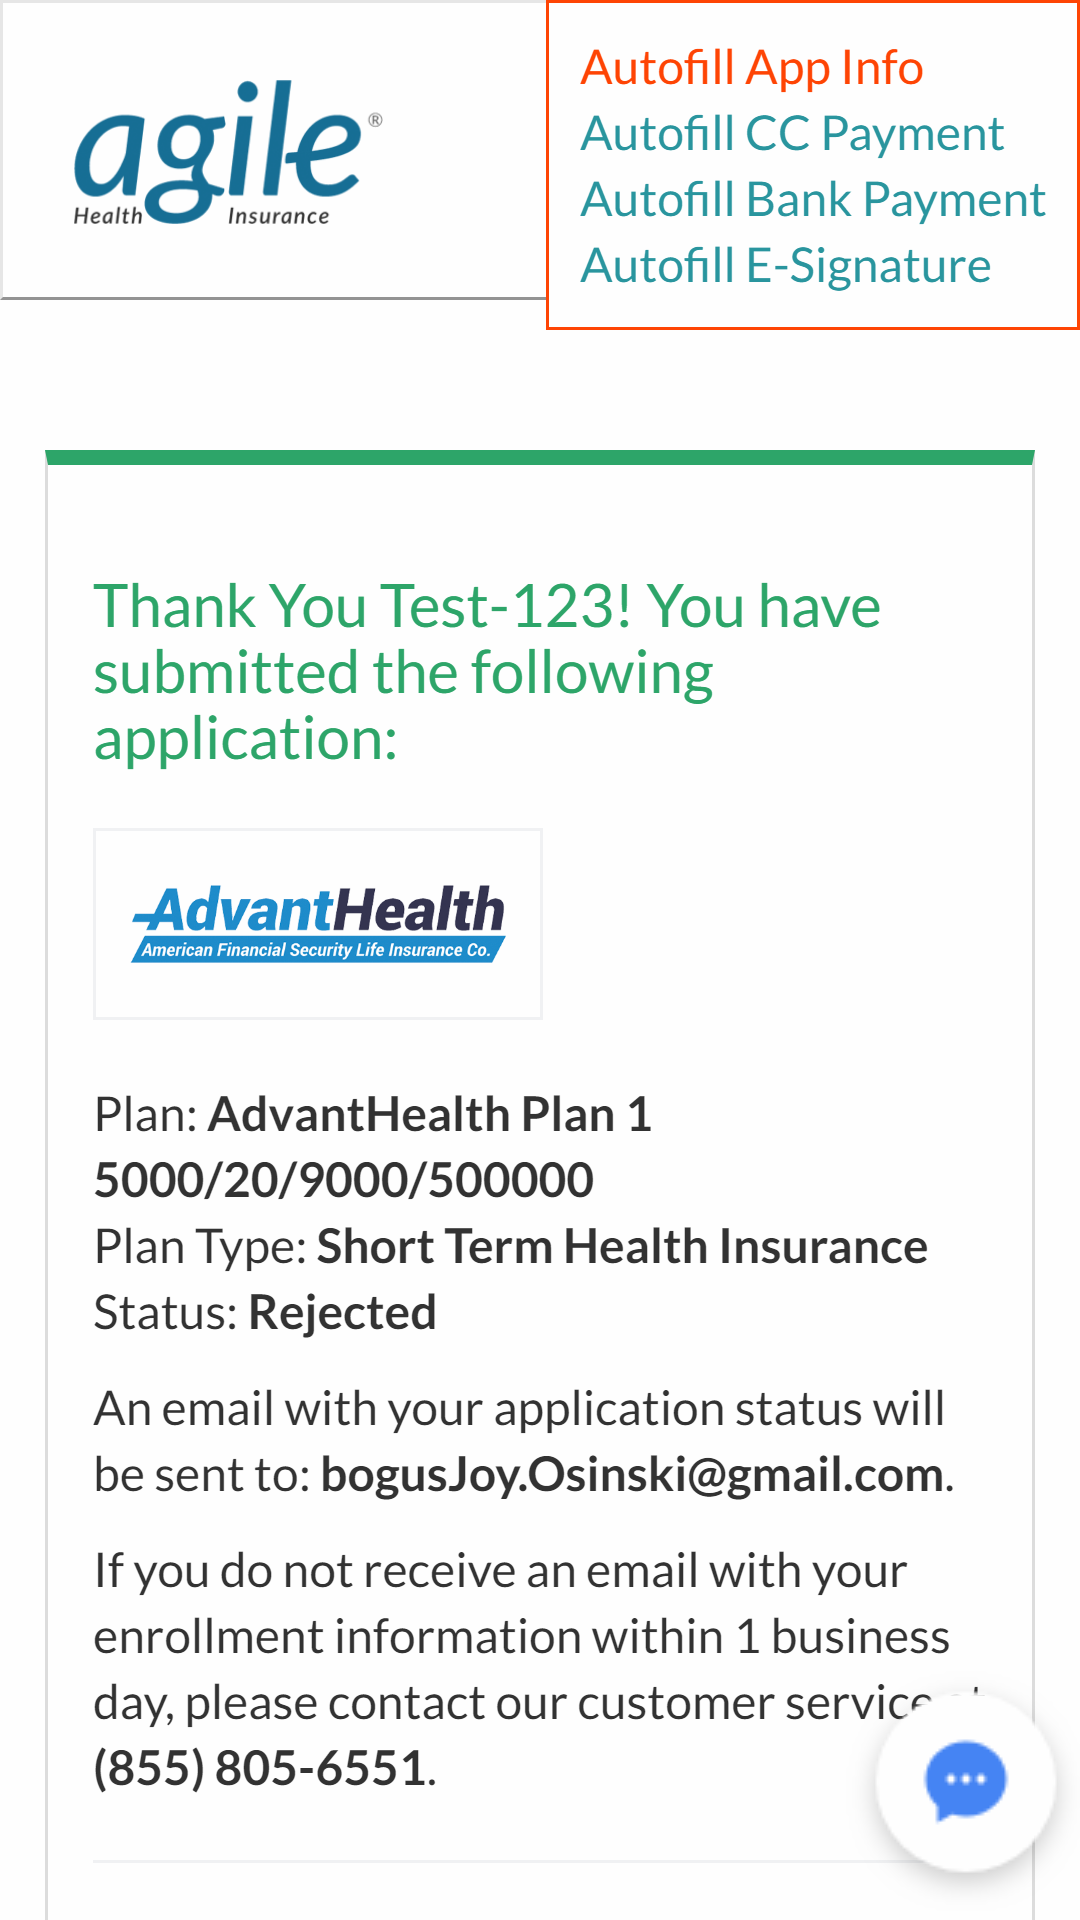 agile®
Health Insurance
Autofill App Info
Autofill CC Payment
Autofill Bank Payment
Autofill E-Signature
Thank You Test-123! You have
submitted the following
application:
AdvantHealth
American Financial Security Life Insurance Co.
Plan: AdvantHealth Plan 1
5000/20/9000/500000
Plan Type: Short Term Health Insurance
Status: Rejected
An email with your application status will
be sent to: bogusJoy.Osinski@gmail.com.
If you do not receive an email with your
enrollment information within 1 business
day, please contact our customer service
(855) 805-6551.